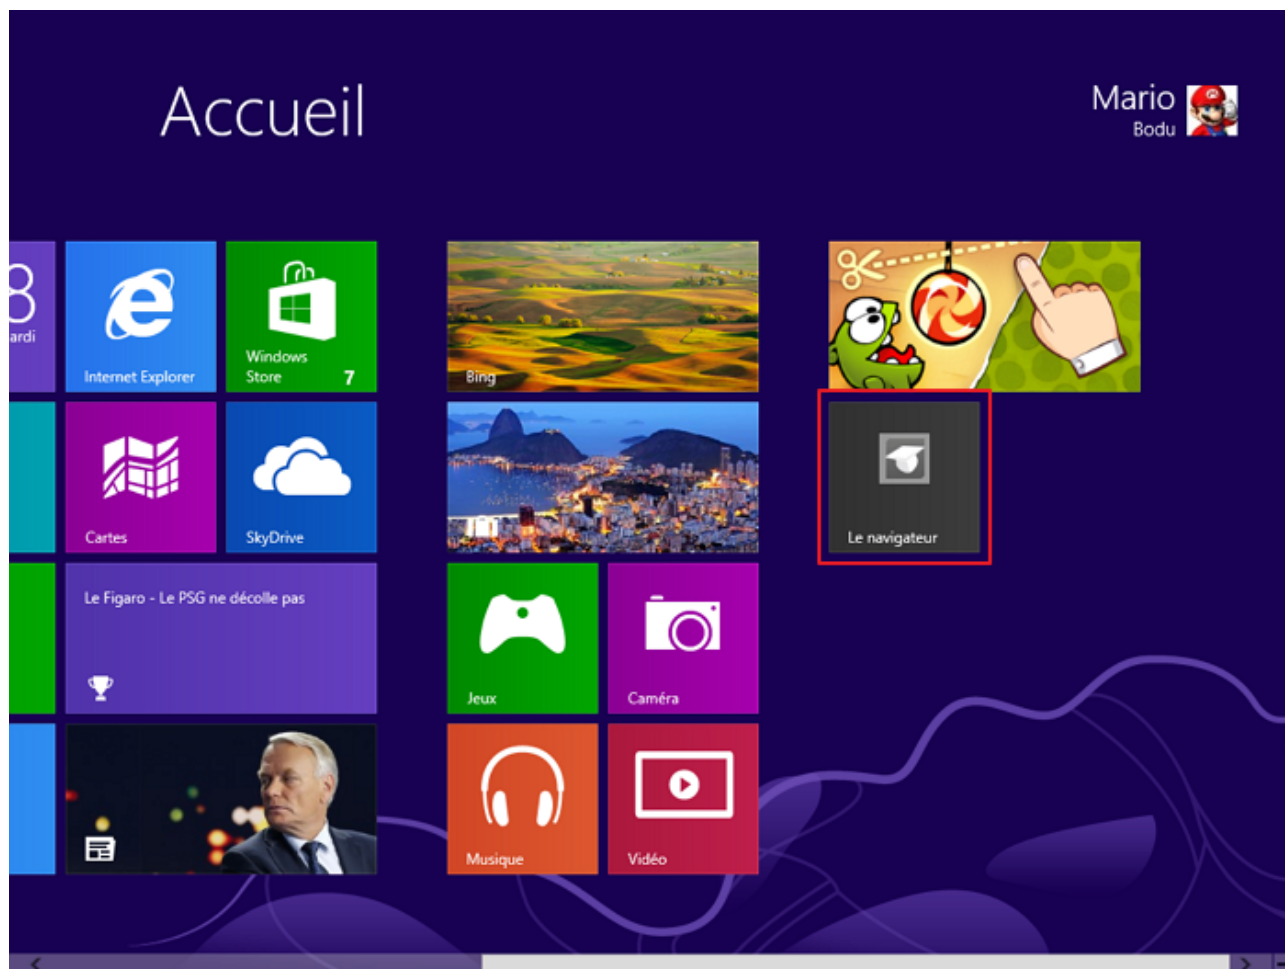 Accueil
Mario
Bodu
8
ardi
Internet Explorer
Windows
Store 7
Bing
Cartes
SkyDrive
Le navigateur
Le Figaro - Le PSG ne décolle pas
Jeux
Caméra
Musique
Vidéo